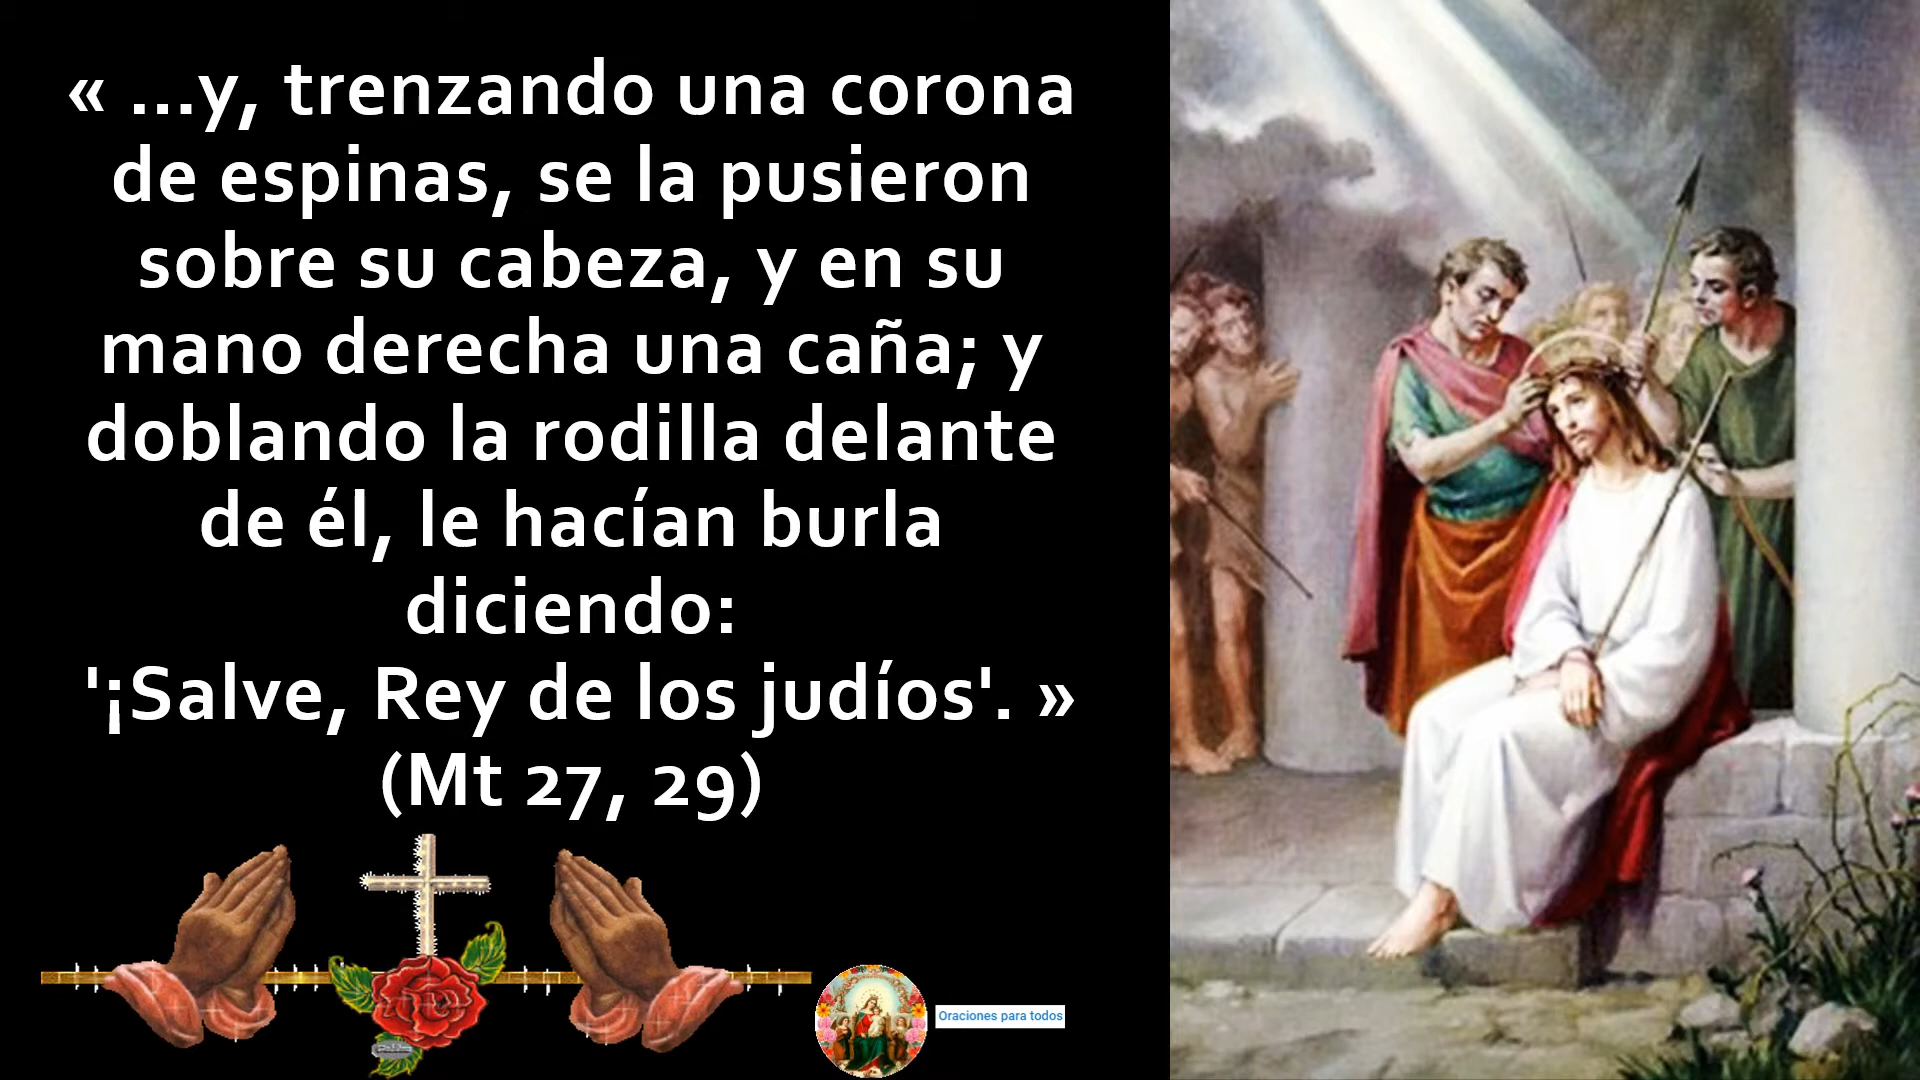 « ...y, trenzando una corona
de espinas, se la pusieron
sobre su cabeza, y en su
mano derecha una caña; y
doblando la rodilla delante
de él, le hacían burla
diciendo:
'¡Salve, Rey de los judíos'. »
(Mt 27, 29)
Oraciones para todos